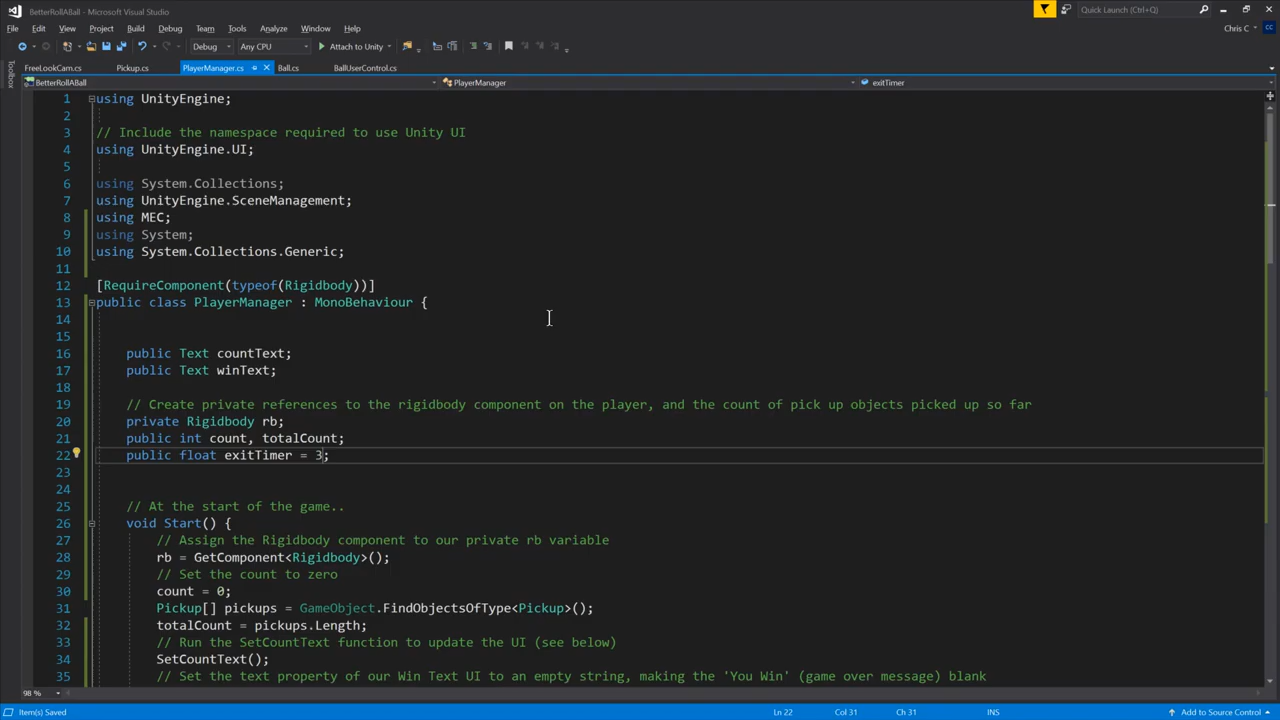 BetterRollABall - Microsoft Visual Studio
Quick Launch (Ctrl+Q)
File Edit View Project Build Debug Team Tools Analyze Window Help
Chris C
CC
Debug Any CPU Attach to Unity
Toolbox
FreeLookCam.cs Pickup.cs PlayerManager.cs Ball.cs BallUserControl.cs
BetterRollABall PlayerManager exitTimer
1 using UnityEngine;
2
3 // Include the namespace required to use Unity UI
4 using UnityEngine.UI;
5
6 using System.Collections;
7 using UnityEngine.SceneManagement;
8 using MEC;
9 using System;
10 using System.Collections.Generic;
11
12 [RequireComponent(typeof(Rigidbody))]
13 public class PlayerManager : MonoBehaviour {
14
15
16 public Text countText;
17 public Text winText;
18
19 // Create private references to the rigidbody component on the player, and the count of pick up objects picked up so far
20 private Rigidbody rb;
21 public int count, totalCount;
22 public float exitTimer = 3;
23
24
25 // At the start of the game..
26 void Start() {
27 // Assign the Rigidbody component to our private rb variable
28 rb = GetComponent<Rigidbody>();
29 // Set the count to zero
30 count = 0;
31 Pickup[] pickups = GameObject.FindObjectsOfType<Pickup>();
32 totalCount = pickups.Length;
33 // Run the SetCountText function to update the UI (see below)
34 SetCountText();
35 // Set the text property of our Win Text UI to an empty string, making the 'You Win' (game over message) blank
98 %
Item(s) Saved Ln 22 Col 31 Ch 31 INS Add to Source Control